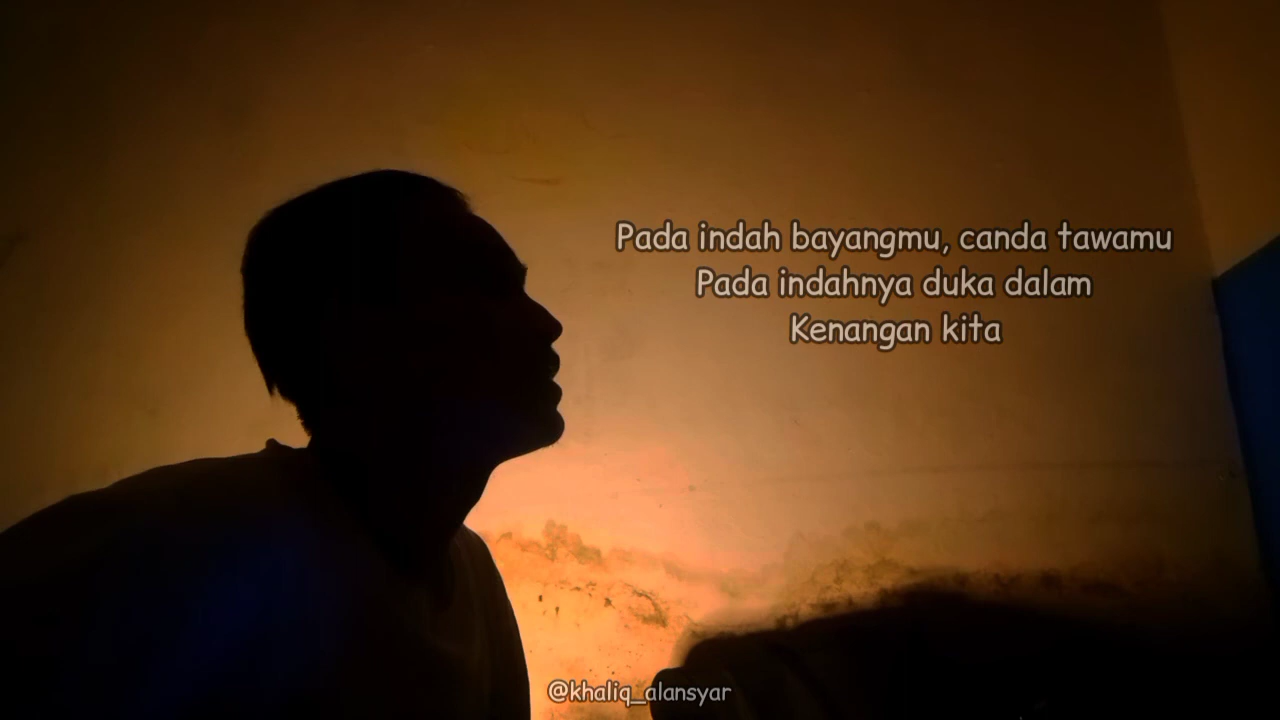 Pada indah bayangmu, canda tawamu
Pada indahnya duka dalam
Kenangan kita
@khaliq_alansyar